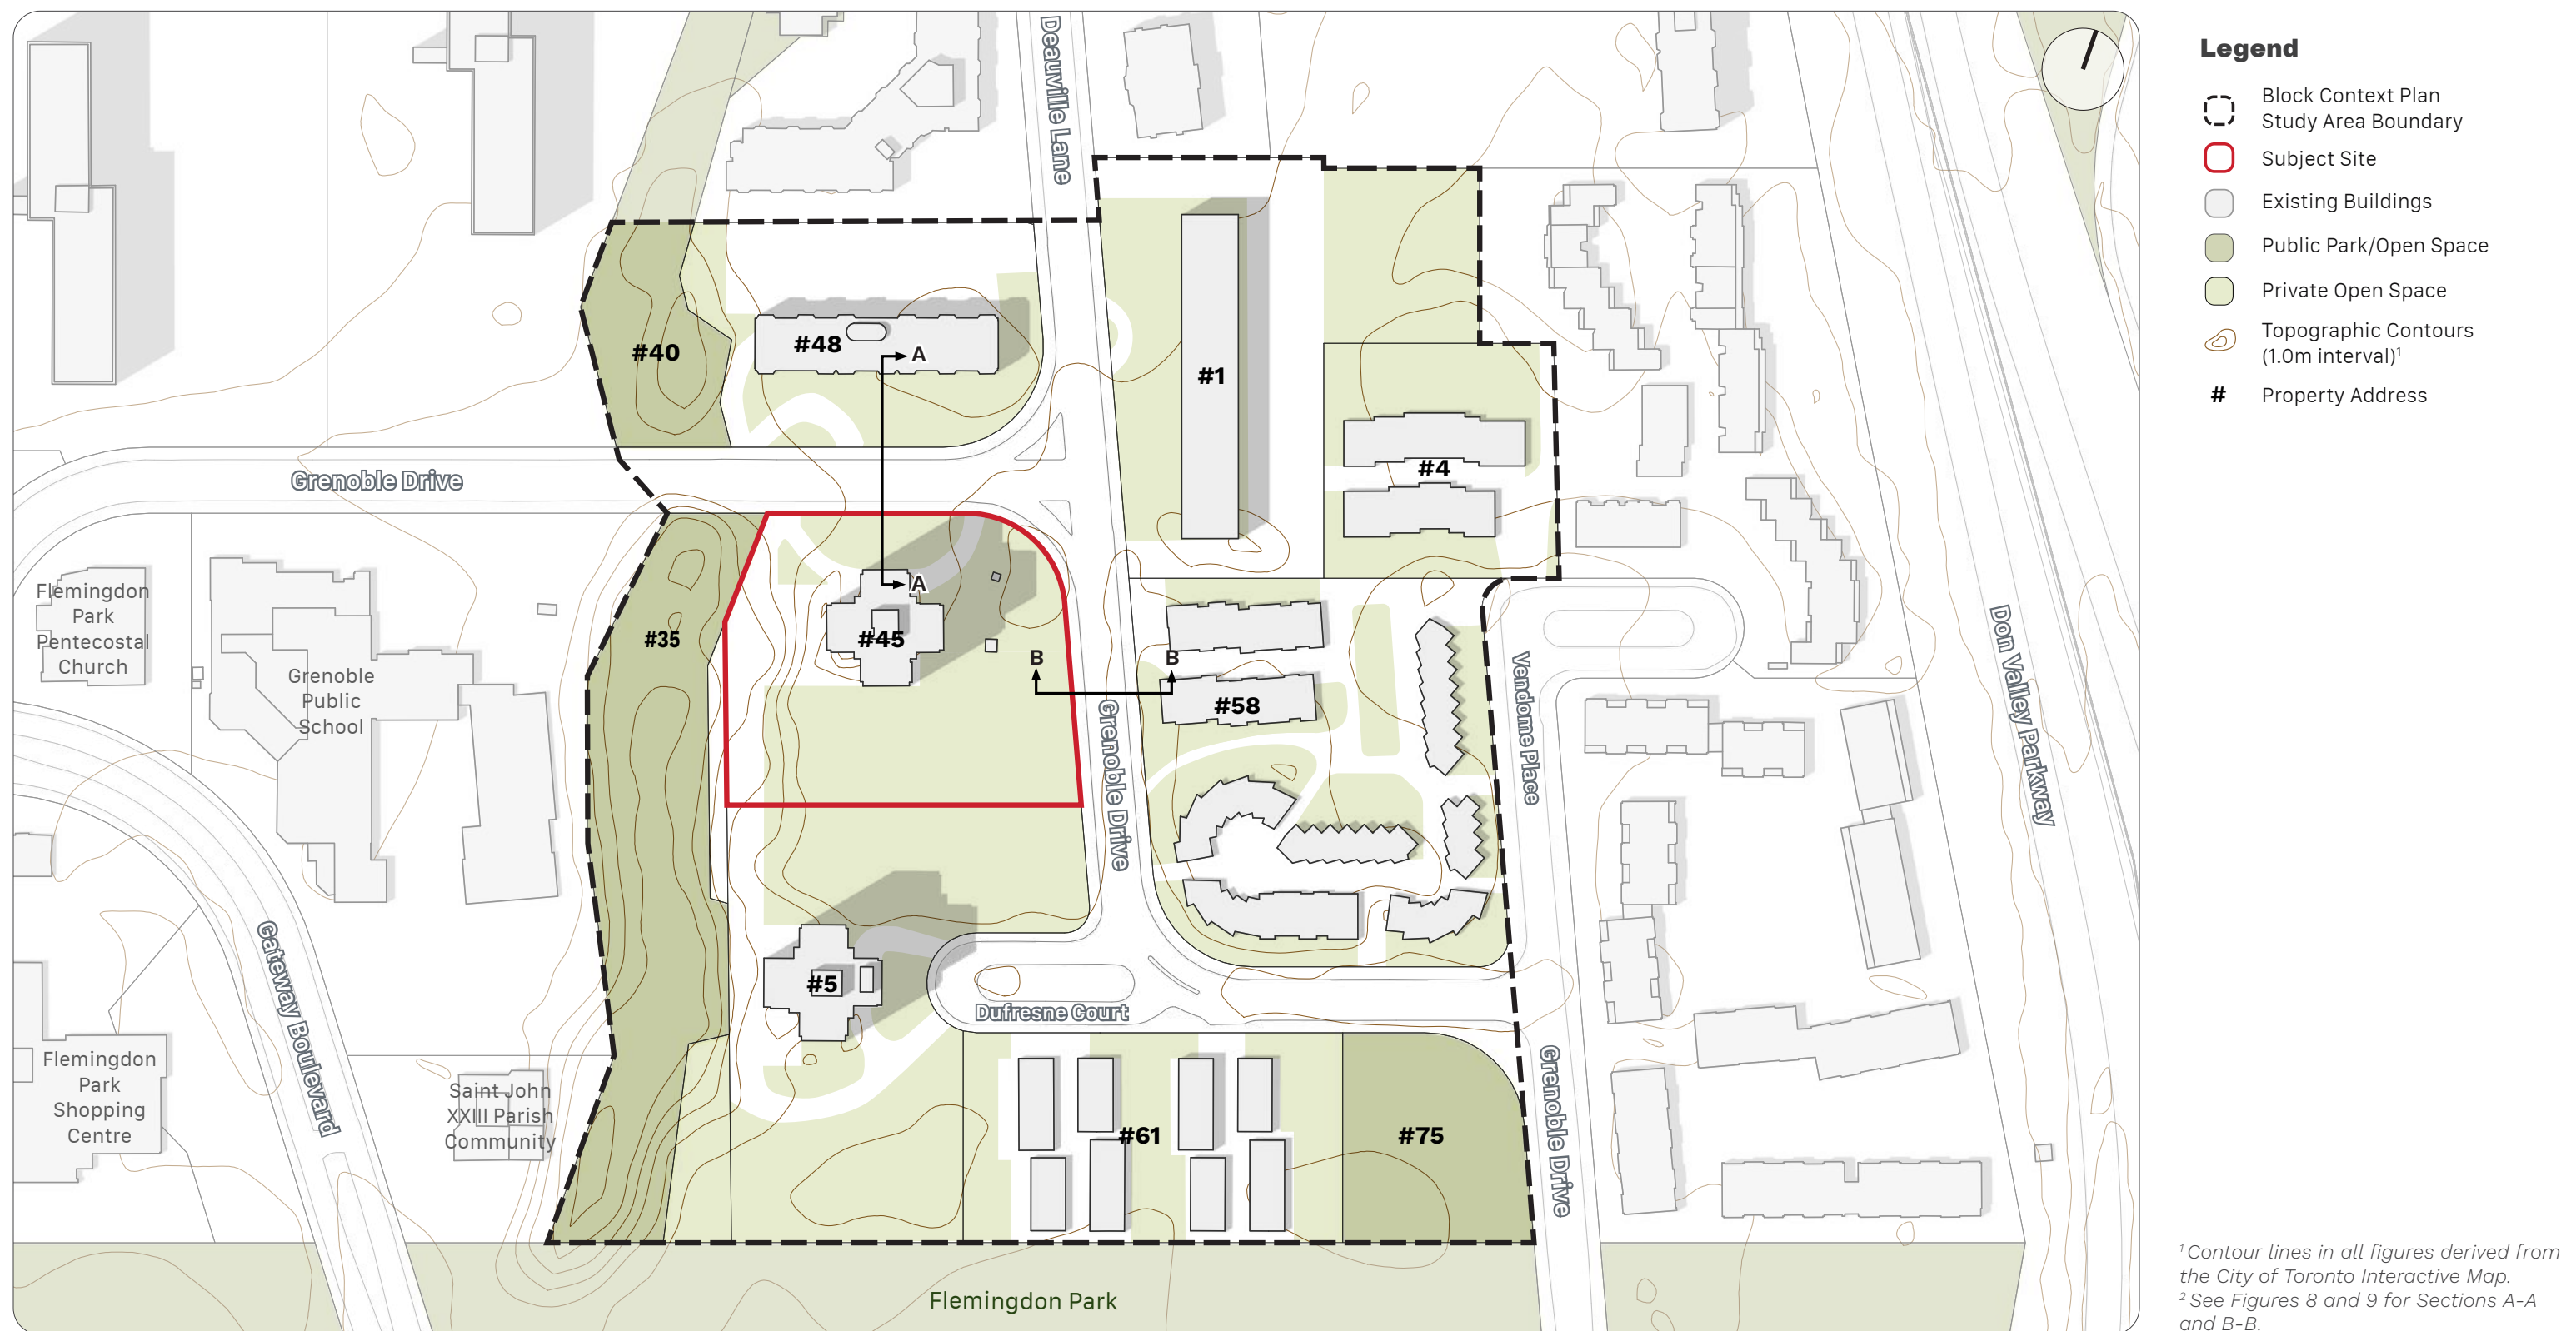 Deauville Lane
#40
#48
A
#1
#4
Grenoble Drive
Flemingdon
Park
Pentecostal
Church
Grenoble
Public
School
#35
A
#45
B
B
#58
Grenoble Drive
Vendome Place
Don Valley Parkway
Gateway Boulevard
#5
Dufresne Court
Flemingdon
Park
Shopping
Centre
Saint John
XXIII Parish
Community
#61
#75
Grenoble Drive
Flemingdon Park
Legend
Block Context Plan
Study Area Boundary
Subject Site
Existing Buildings
Public Park/Open Space
Private Open Space
Topographic Contours
(1.0m interval)¹
# Property Address
¹ Contour lines in all figures derived from
the City of Toronto Interactive Map.
² See Figures 8 and 9 for Sections A-A
and B-B.